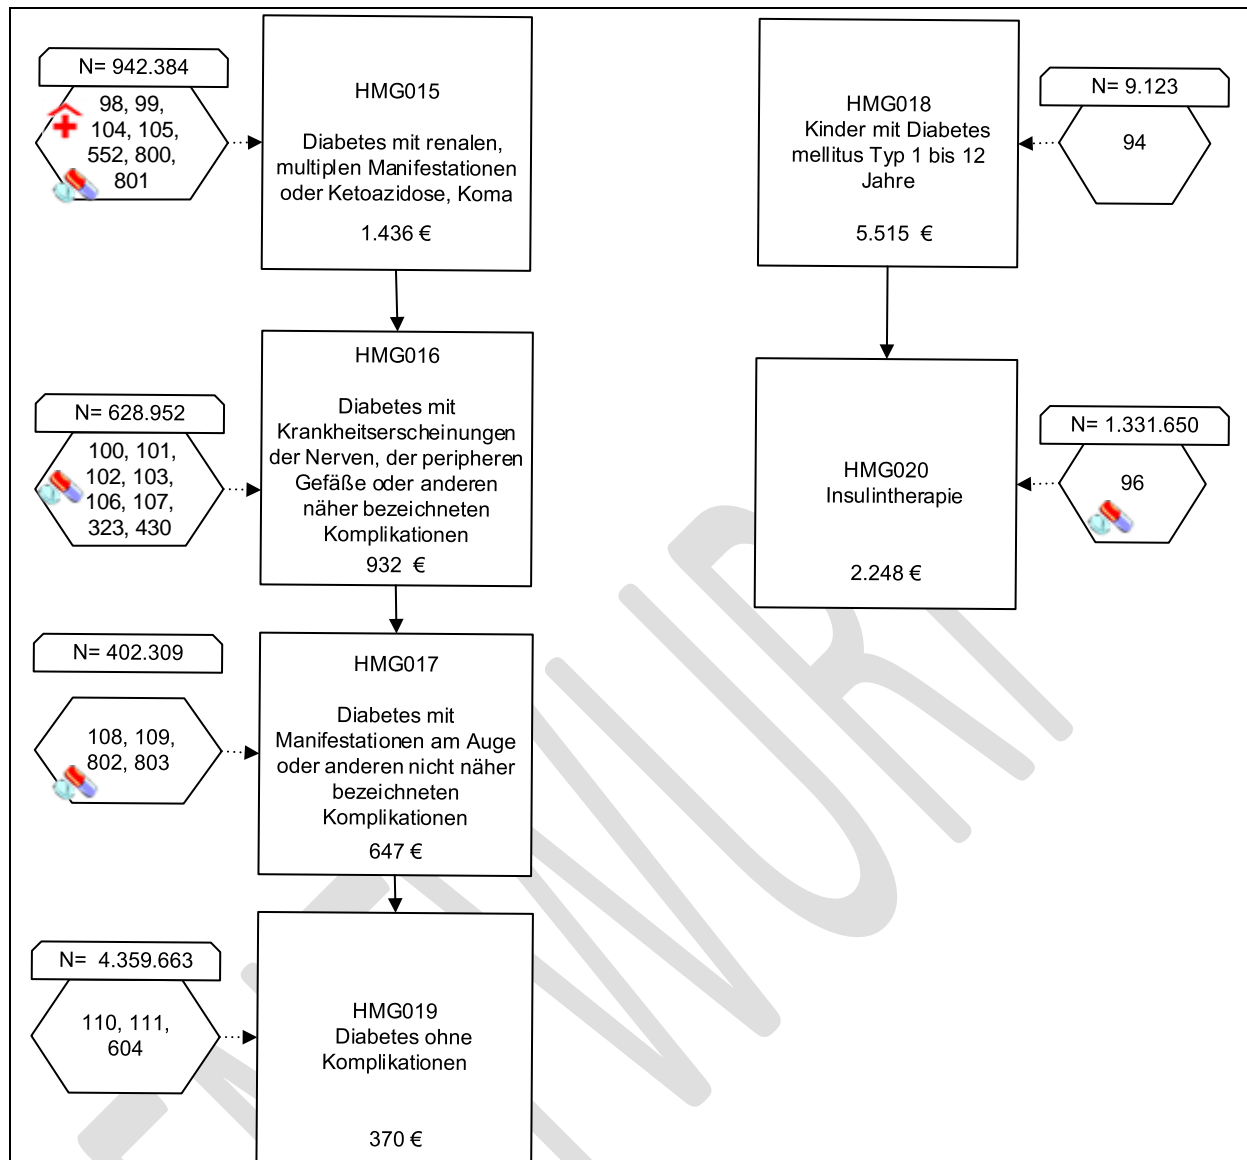 N= 942.384
98, 99,
104, 105,
552, 800,
801
HMG015
Diabetes mit renalen,
multiplen Manifestationen
oder Ketoazidose, Koma
1.436 €
HMG018
Kinder mit Diabetes
mellitus Typ 1 bis 12
Jahre
5.515 €
N= 9.123
94
N= 628.952
100, 101,
102, 103,
106, 107,
323, 430
HMG016
Diabetes mit
Krankheitserscheinungen
der Nerven, der peripheren
Gefäße oder anderen
näher bezeichneten
Komplikationen
932 €
HMG020
Insulintherapie
2.248 €
N= 1.331.650
96
N= 402.309
108, 109,
802, 803
HMG017
Diabetes mit
Manifestationen am Auge
oder anderen nicht näher
bezeichneten
Komplikationen
647 €
N= 4.359.663
110, 111,
604
HMG019
Diabetes ohne
Komplikationen
370 €